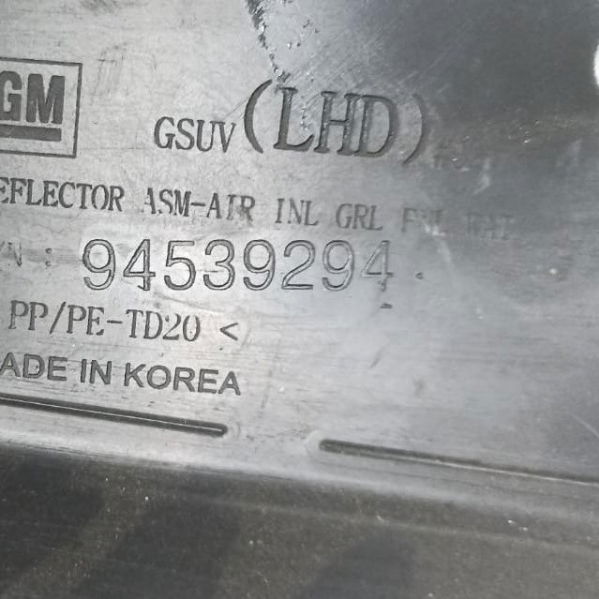 GM
GSUV (LHD)
EFLECTOR ASM-AIR INL GRL
N : 94539294
PP/PE-TD20 <
ADE IN KOREA